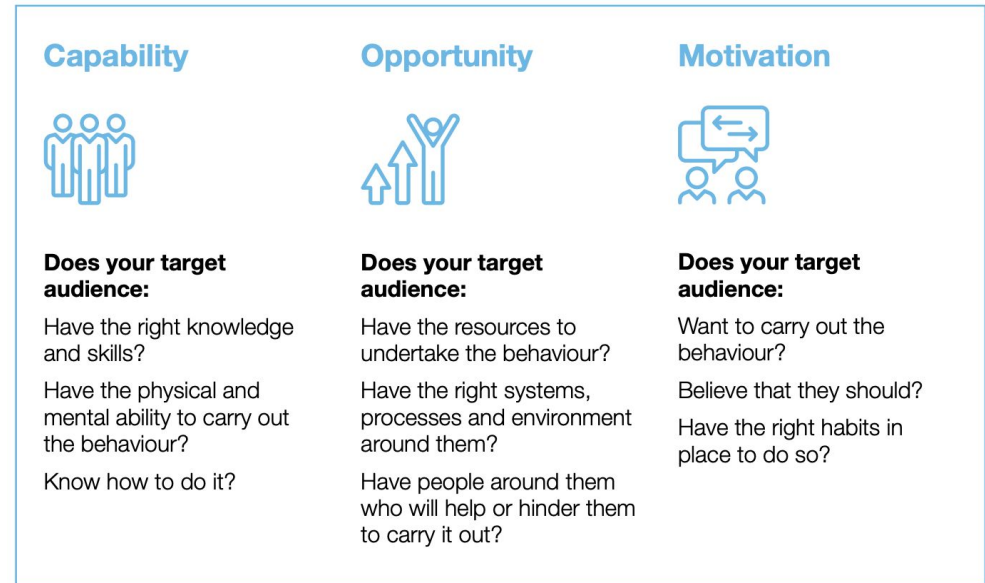 Capability
Does your target
audience:
Have the right knowledge
and skills?
Have the physical and
mental ability to carry out
the behaviour?
Know how to do it?
Opportunity
Does your target
audience:
Have the resources to
undertake the behaviour?
Have the right systems,
processes and environment
around them?
Have people around them
who will help or hinder them
to carry it out?
Motivation
Does your target
audience:
Want to carry out the
behaviour?
Believe that they should?
Have the right habits in
place to do so?